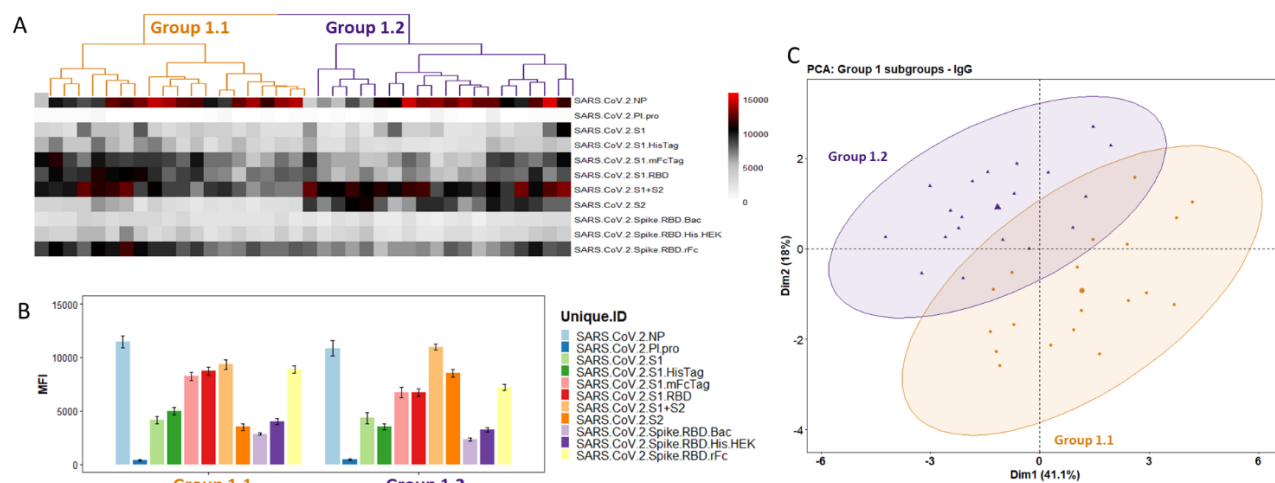 A
Group 1.1
Group 1.2
15000
10000
5000
0
SARS.CoV.2.NP
SARS.CoV.2.Pl.pro
SARS.CoV.2.S1
SARS.CoV.2.S1.HisTag
SARS.CoV.2.S1.mFcTag
SARS.CoV.2.S1.RBD
SARS.CoV.2.S1+S2
SARS.CoV.2.S2
SARS.CoV.2.Spike.RBD.Bac
SARS.CoV.2.Spike.RBD.His.HEK
SARS.CoV.2.Spike.RBD.rFc
B
15000
10000
5000
0
MFI
Group 1.1
Group 1.2
Unique.ID
SARS.CoV.2.NP
SARS.CoV.2.Pl.pro
SARS.CoV.2.S1
SARS.CoV.2.S1.HisTag
SARS.CoV.2.S1.mFcTag
SARS.CoV.2.S1.RBD
SARS.CoV.2.S1+S2
SARS.CoV.2.S2
SARS.CoV.2.Spike.RBD.Bac
SARS.CoV.2.Spike.RBD.His.HEK
SARS.CoV.2.Spike.RBD.rFc
C
PCA: Group 1 subgroups - IgG
Group 1.2
Group 1.1
2
0
-2
-4
Dim2 (18%)
-6
-3
0
3
6
Dim1 (41.1%)